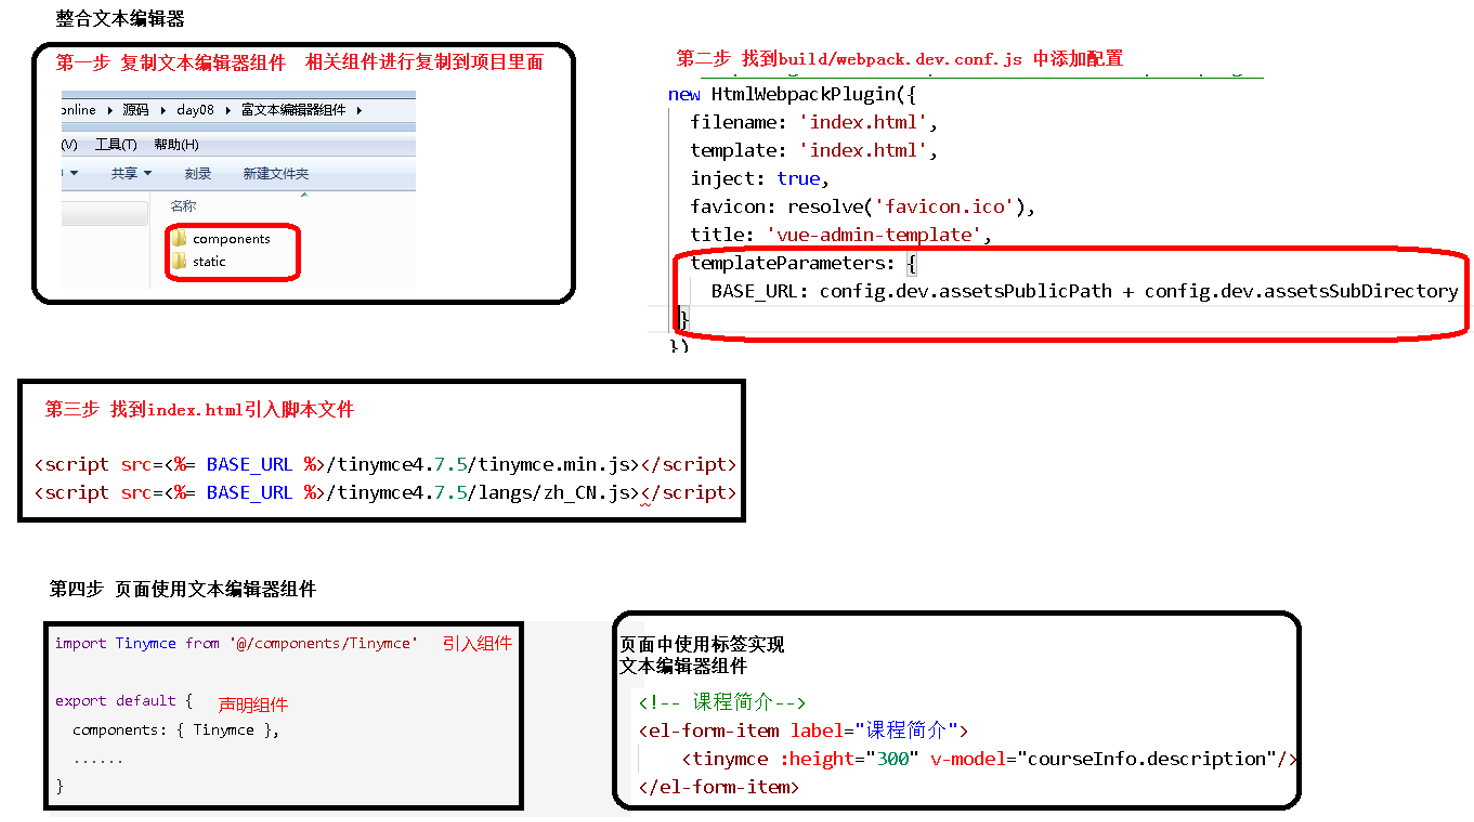 整合文本编辑器
第一步 复制文本编辑器组件 相关组件进行复制到项目里面
online ▸ 源码 ▸ day08 ▸ 富文本编辑器组件 ▸
(V) 工具(T) 帮助(H)
共享 刻录 新建文件夹
名称
components
static
第二步 找到build/webpack.dev.conf.js 中添加配置
new HtmlWebpackPlugin({
filename: 'index.html',
template: 'index.html',
inject: true,
favicon: resolve('favicon.ico'),
title: 'vue-admin-template',
templateParameters: {
BASE_URL: config.dev.assetsPublicPath + config.dev.assetsSubDirectory
}
})
第三步 找到index.html引入脚本文件
<script src=<%= BASE_URL %>/tinymce4.7.5/tinymce.min.js></script>
<script src=<%= BASE_URL %>/tinymce4.7.5/langs/zh_CN.js></script>
第四步 页面使用文本编辑器组件
import Tinymce from '@/components/Tinymce' 引入组件
export default { 声明组件
components: { Tinymce },
......
}
页面中使用标签实现
文本编辑器组件
<!-- 课程简介-->
<el-form-item label="课程简介">
<tinymce :height="300" v-model="courseInfo.description"/>
</el-form-item>